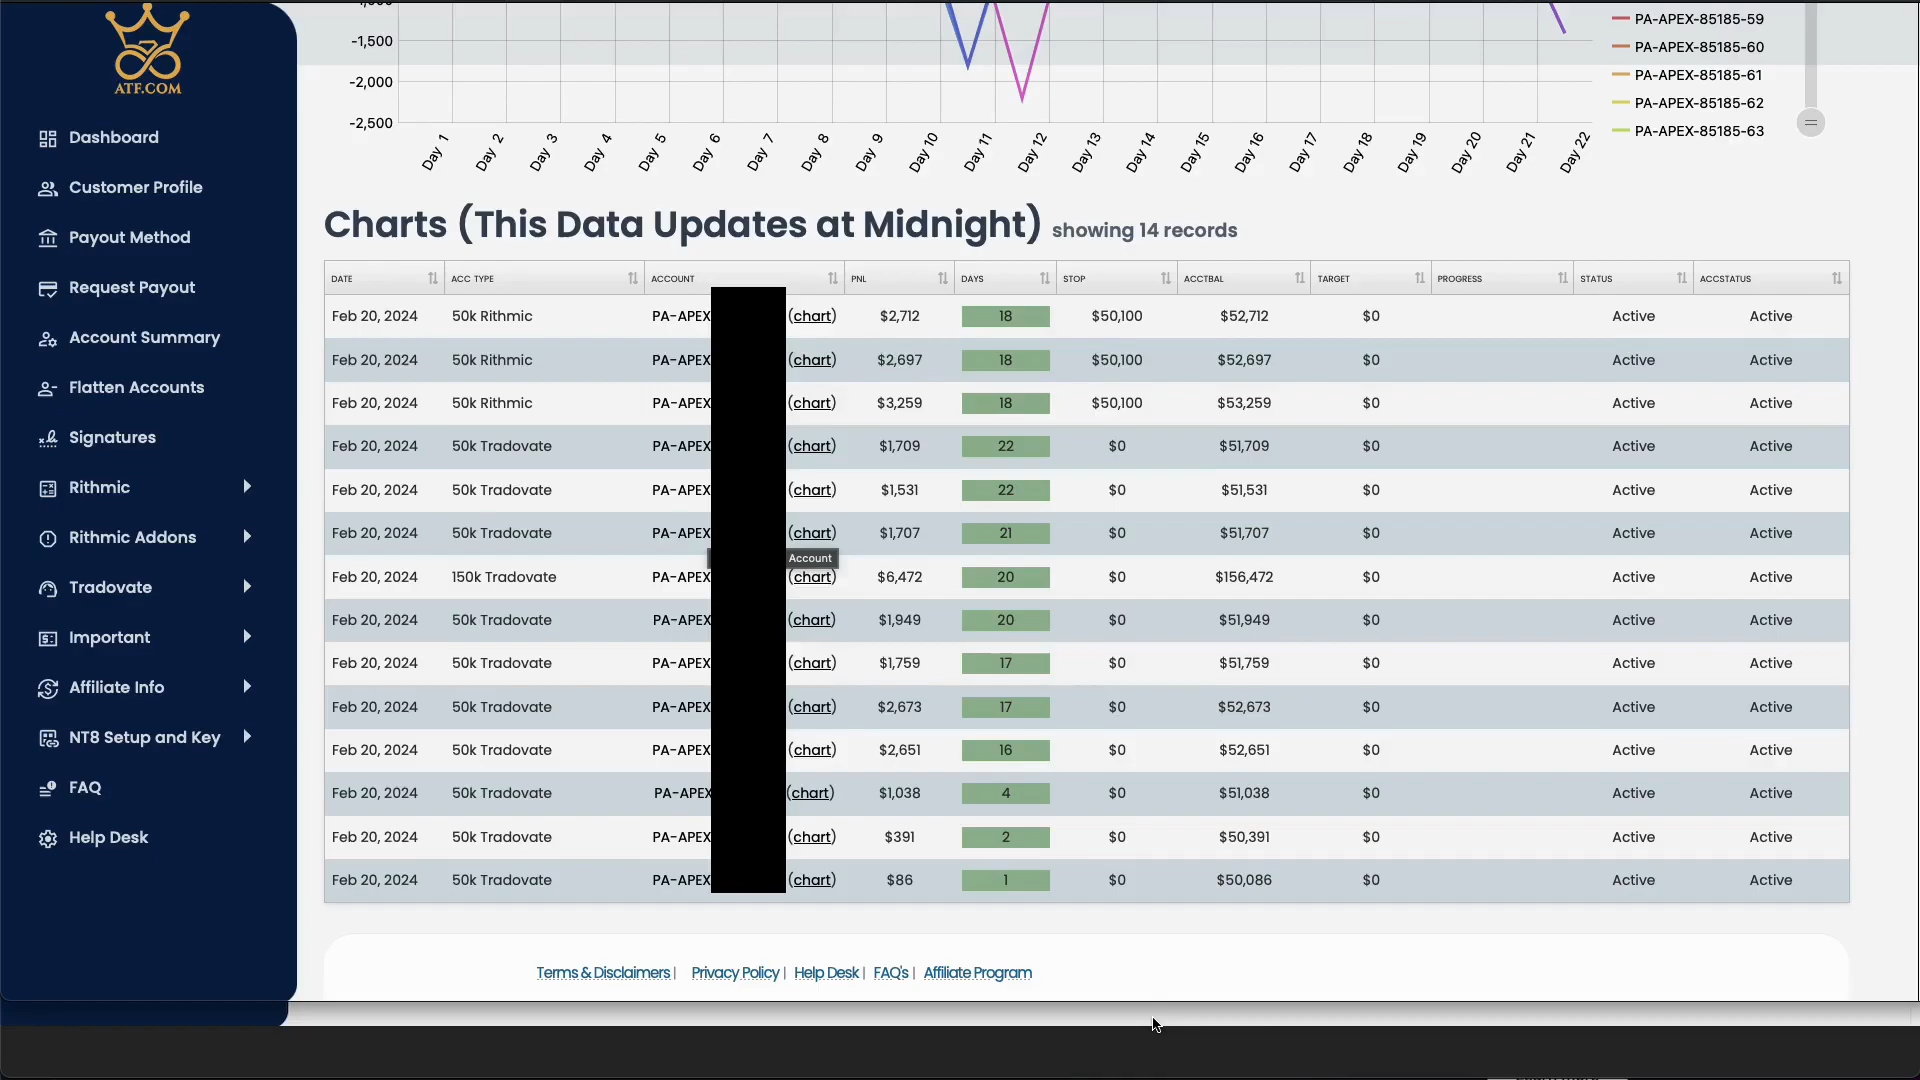 ATF.COM
Dashboard
Customer Profile
Payout Method
Request Payout
Account Summary
Flatten Accounts
Signatures
Rithmic
Rithmic Addons
Tradovate
Important
Affiliate Info
NT8 Setup and Key
FAQ
Help Desk
-1,500
-2,000
-2,500
Day 1 Day 2 Day 3 Day 4 Day 5 Day 6 Day 7 Day 8 Day 9 Day 10 Day 11 Day 12 Day 13 Day 14 Day 15 Day 16 Day 17 Day 18 Day 19 Day 20 Day 21 Day 22
PA-APEX-85185-59
PA-APEX-85185-60
PA-APEX-85185-61
PA-APEX-85185-62
PA-APEX-85185-63
Charts (This Data Updates at Midnight) showing 14 records
DATE ACC TYPE ACCOUNT PNL DAYS STOP ACCTBAL TARGET PROGRESS STATUS ACCSTATUS
Feb 20, 2024 50k Rithmic PA-APEX (chart) $2,712 18 $50,100 $52,712 $0 Active Active
Feb 20, 2024 50k Rithmic PA-APEX (chart) $2,697 18 $50,100 $52,697 $0 Active Active
Feb 20, 2024 50k Rithmic PA-APEX (chart) $3,259 18 $50,100 $53,259 $0 Active Active
Feb 20, 2024 50k Tradovate PA-APEX (chart) $1,709 22 $0 $51,709 $0 Active Active
Feb 20, 2024 50k Tradovate PA-APEX (chart) $1,531 22 $0 $51,531 $0 Active Active
Feb 20, 2024 50k Tradovate PA-APEX (chart) $1,707 21 $0 $51,707 $0 Active Active
Account
Feb 20, 2024 150k Tradovate PA-APEX (chart) $6,472 20 $0 $156,472 $0 Active Active
Feb 20, 2024 50k Tradovate PA-APEX (chart) $1,949 20 $0 $51,949 $0 Active Active
Feb 20, 2024 50k Tradovate PA-APEX (chart) $1,759 17 $0 $51,759 $0 Active Active
Feb 20, 2024 50k Tradovate PA-APEX (chart) $2,673 17 $0 $52,673 $0 Active Active
Feb 20, 2024 50k Tradovate PA-APEX (chart) $2,651 16 $0 $52,651 $0 Active Active
Feb 20, 2024 50k Tradovate PA-APEX (chart) $1,038 4 $0 $51,038 $0 Active Active
Feb 20, 2024 50k Tradovate PA-APEX (chart) $391 2 $0 $50,391 $0 Active Active
Feb 20, 2024 50k Tradovate PA-APEX (chart) $86 1 $0 $50,086 $0 Active Active
Terms & Disclaimers | Privacy Policy | Help Desk | FAQ's | Affiliate Program